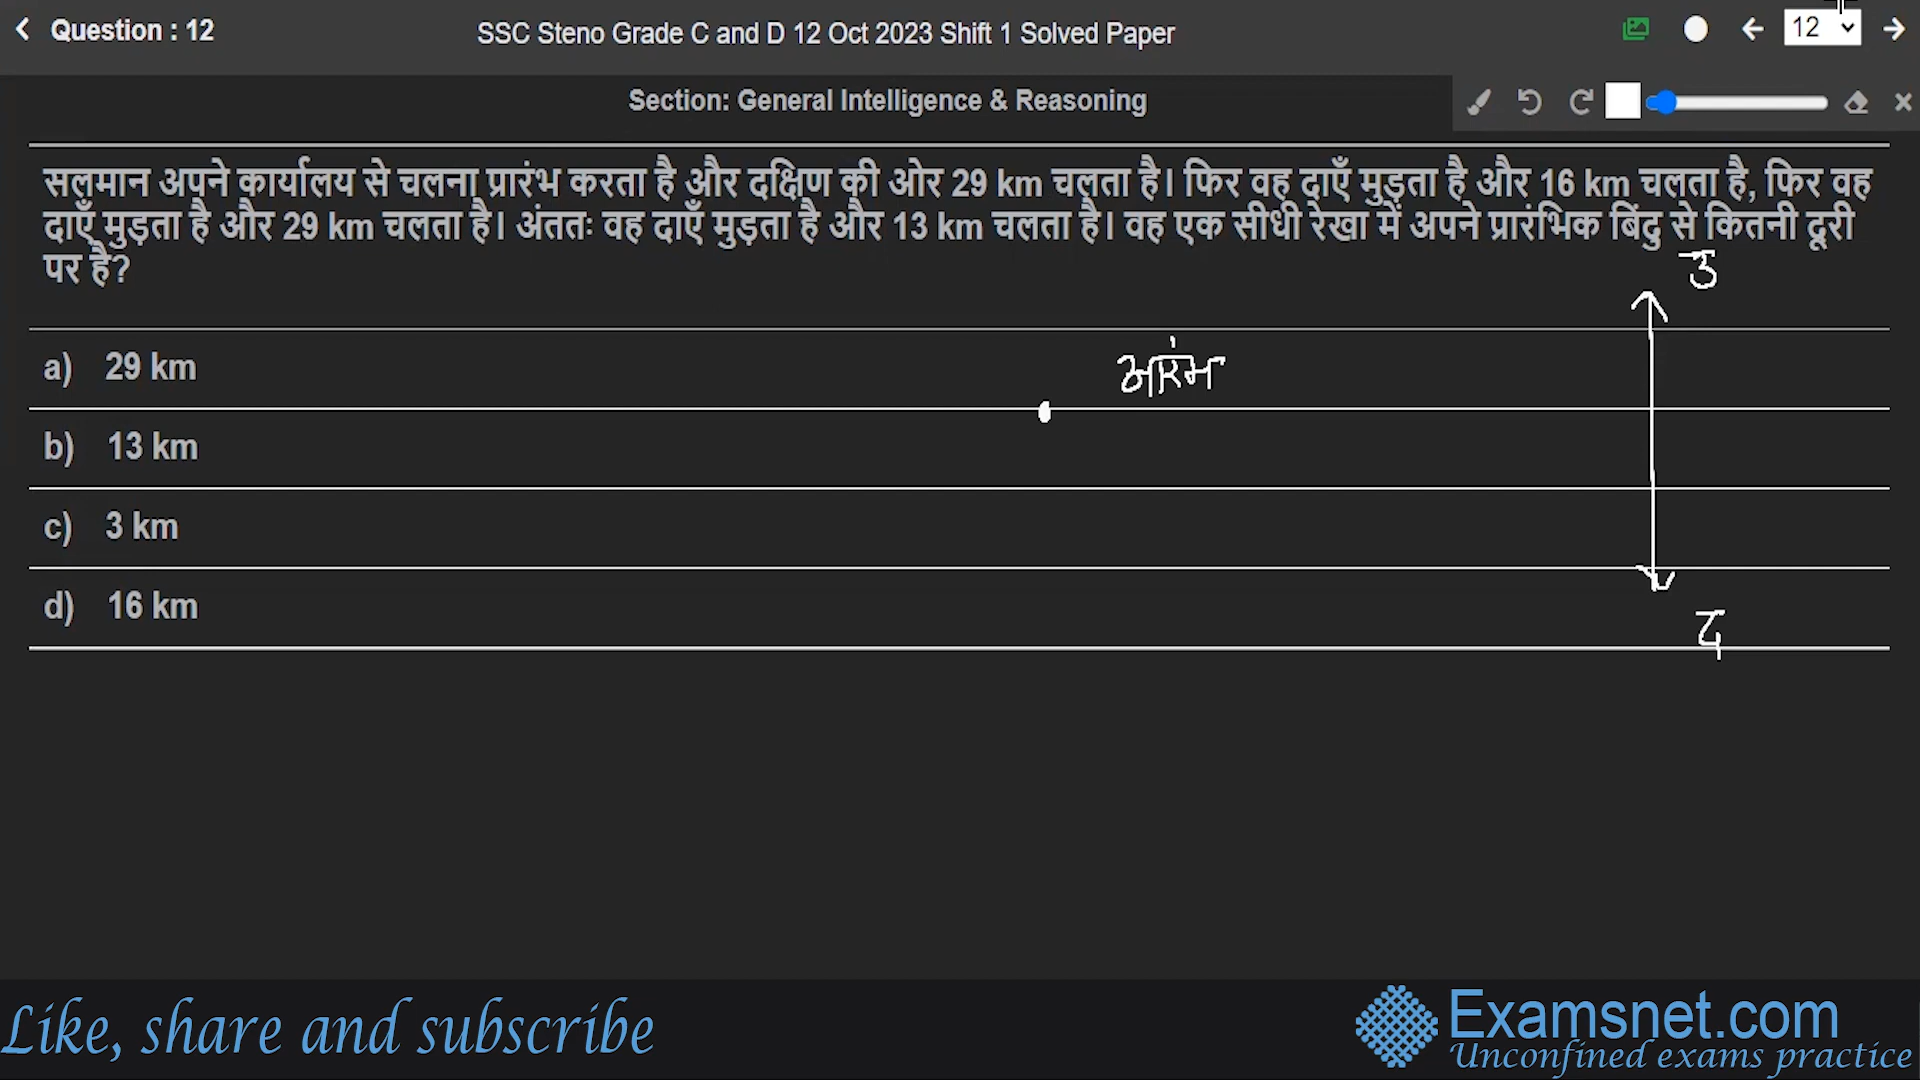 Question : 12
SSC Steno Grade C and D 12 Oct 2023 Shift 1 Solved Paper
12
Section: General Intelligence & Reasoning
सलमान अपने कार्यालय से चलना प्रारंभ करता है और दक्षिण की ओर 29 km चलता है। फिर वह दाएँ मुड़ता है और 16 km चलता है, फिर वह
दाएँ मुड़ता है और 29 km चलता है। अंततः वह दाएँ मुड़ता है और 13 km चलता है। वह एक सीधी रेखा में अपने प्रारंभिक बिंदु से कितनी दूरी
पर है?
उ
a) 29 km
अरंभ
b) 13 km
c) 3 km
d) 16 km
द
Like, share and subscribe
Examsnet.com
Unconfined exams practice